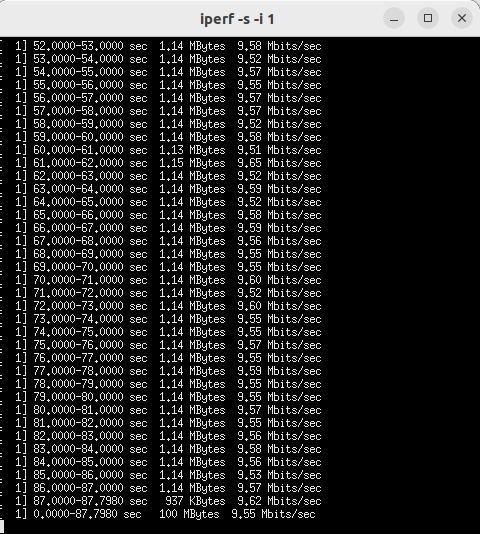 iperf -s -i 1
1] 52.0000-53.0000 sec 1.14 MBytes 9.58 Mbits/sec
1] 53.0000-54.0000 sec 1.14 MBytes 9.52 Mbits/sec
1] 54.0000-55.0000 sec 1.14 MBytes 9.57 Mbits/sec
1] 55.0000-56.0000 sec 1.14 MBytes 9.55 Mbits/sec
1] 56.0000-57.0000 sec 1.14 MBytes 9.57 Mbits/sec
1] 57.0000-58.0000 sec 1.14 MBytes 9.57 Mbits/sec
1] 58.0000-59.0000 sec 1.14 MBytes 9.52 Mbits/sec
1] 59.0000-60.0000 sec 1.14 MBytes 9.58 Mbits/sec
1] 60.0000-61.0000 sec 1.13 MBytes 9.51 Mbits/sec
1] 61.0000-62.0000 sec 1.15 MBytes 9.65 Mbits/sec
1] 62.0000-63.0000 sec 1.14 MBytes 9.52 Mbits/sec
1] 63.0000-64.0000 sec 1.14 MBytes 9.59 Mbits/sec
1] 64.0000-65.0000 sec 1.14 MBytes 9.52 Mbits/sec
1] 65.0000-66.0000 sec 1.14 MBytes 9.58 Mbits/sec
1] 66.0000-67.0000 sec 1.14 MBytes 9.59 Mbits/sec
1] 67.0000-68.0000 sec 1.14 MBytes 9.56 Mbits/sec
1] 68.0000-69.0000 sec 1.14 MBytes 9.55 Mbits/sec
1] 69.0000-70.0000 sec 1.14 MBytes 9.55 Mbits/sec
1] 70.0000-71.0000 sec 1.14 MBytes 9.60 Mbits/sec
1] 71.0000-72.0000 sec 1.14 MBytes 9.52 Mbits/sec
1] 72.0000-73.0000 sec 1.14 MBytes 9.60 Mbits/sec
1] 73.0000-74.0000 sec 1.14 MBytes 9.55 Mbits/sec
1] 74.0000-75.0000 sec 1.14 MBytes 9.55 Mbits/sec
1] 75.0000-76.0000 sec 1.14 MBytes 9.57 Mbits/sec
1] 76.0000-77.0000 sec 1.14 MBytes 9.55 Mbits/sec
1] 77.0000-78.0000 sec 1.14 MBytes 9.59 Mbits/sec
1] 78.0000-79.0000 sec 1.14 MBytes 9.55 Mbits/sec
1] 79.0000-80.0000 sec 1.14 MBytes 9.55 Mbits/sec
1] 80.0000-81.0000 sec 1.14 MBytes 9.57 Mbits/sec
1] 81.0000-82.0000 sec 1.14 MBytes 9.55 Mbits/sec
1] 82.0000-83.0000 sec 1.14 MBytes 9.56 Mbits/sec
1] 83.0000-84.0000 sec 1.14 MBytes 9.58 Mbits/sec
1] 84.0000-85.0000 sec 1.14 MBytes 9.56 Mbits/sec
1] 85.0000-86.0000 sec 1.14 MBytes 9.53 Mbits/sec
1] 86.0000-87.0000 sec 1.14 MBytes 9.57 Mbits/sec
1] 87.0000-87.7980 sec 937 KBytes 9.62 Mbits/sec
1] 0.0000-87.7980 sec 100 MBytes 9.55 Mbits/sec